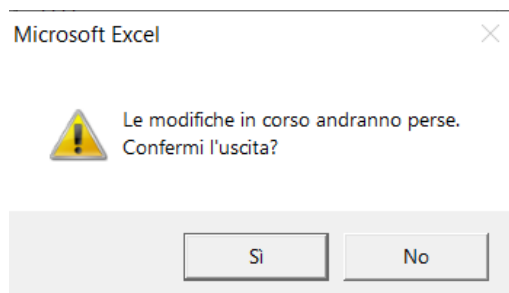 Microsoft Excel
Le modifiche in corso andranno perse.
Confermi l'uscita?
Sì
No